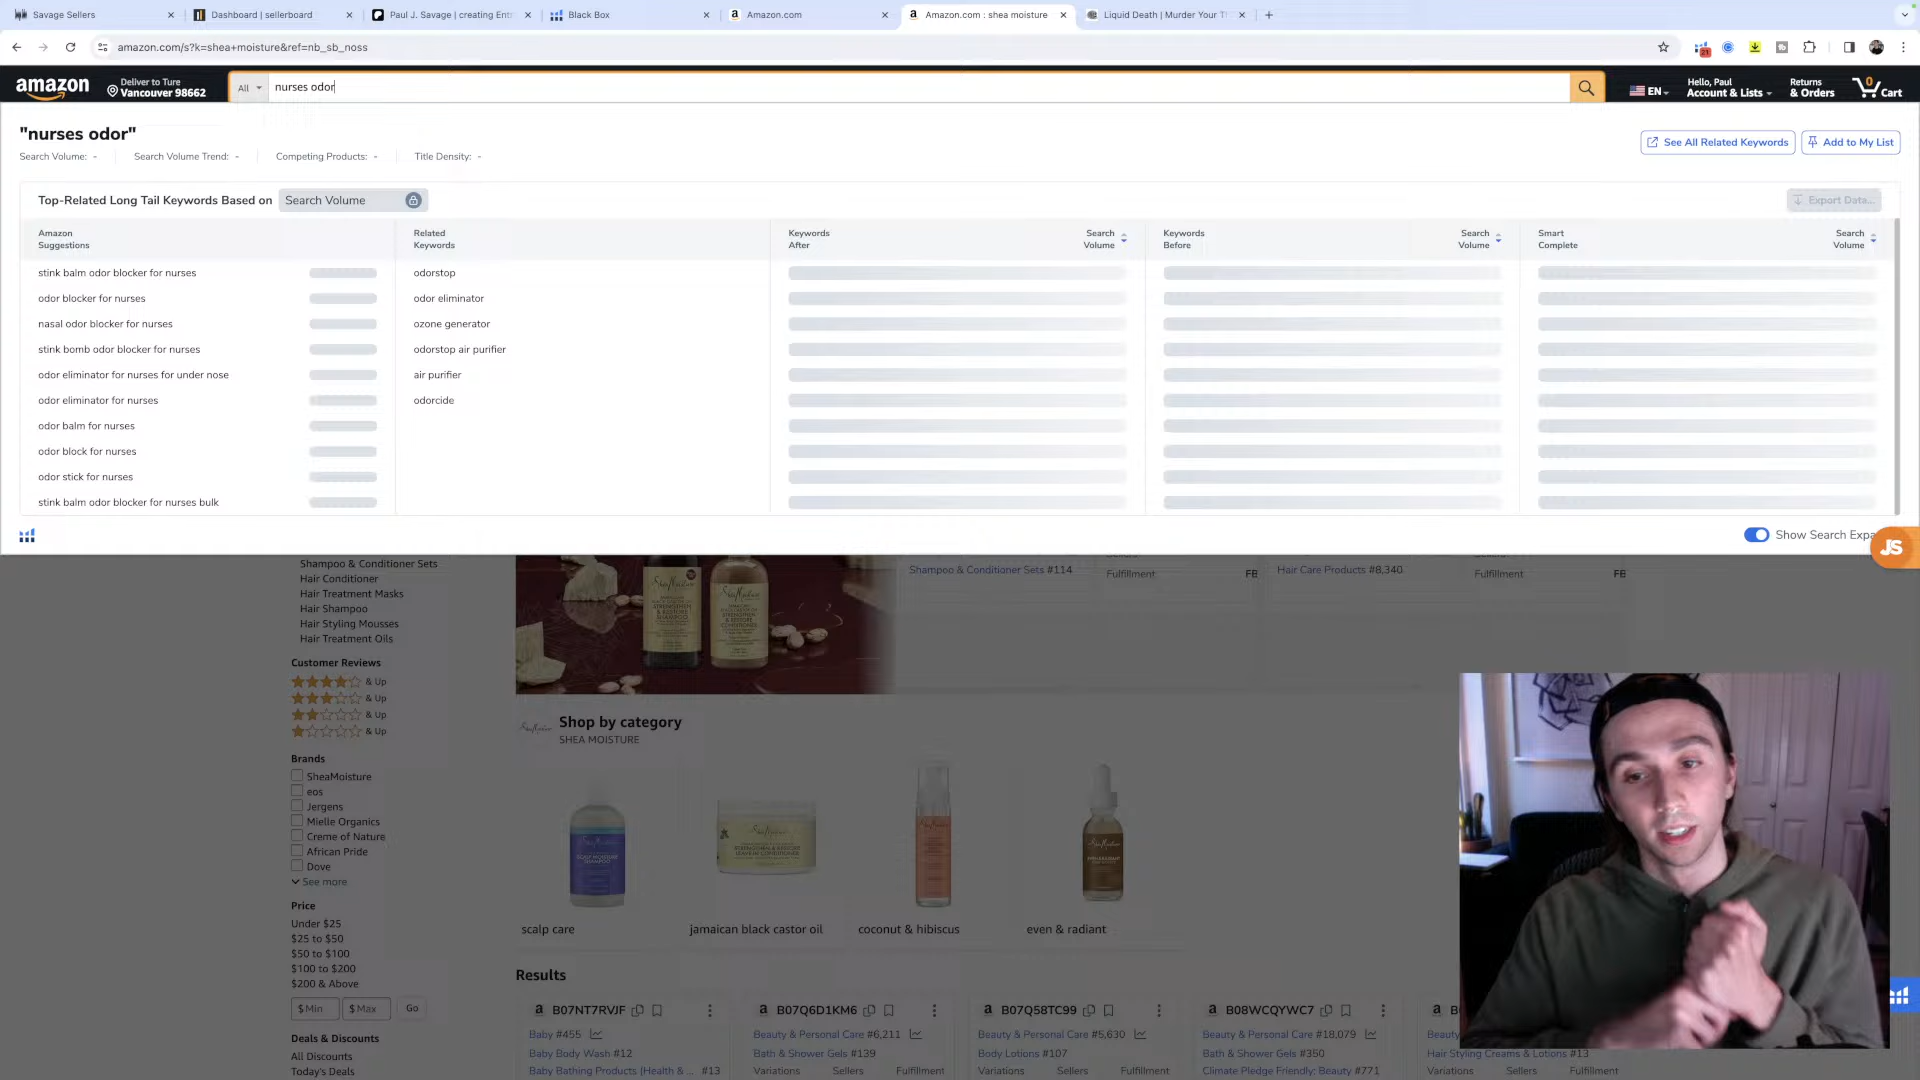 Savage Sellers
Dashboard | sellerboard
Paul J. Savage | creating Ent
Black Box
Amazon.com
Amazon.com : shea moisture
Liquid Death | Murder Your T
amazon.com/s?k=shea+moisture&ref=nb_sb_noss
21
amazon
Deliver to Ture
Vancouver 98662
All
nurses odor
EN
Hello, Paul
Account & Lists
Returns
& Orders
0
Cart
"nurses odor"
Search Volume: -
Search Volume Trend: -
Competing Products: -
Title Density: -
See All Related Keywords
Add to My List
Top-Related Long Tail Keywords Based on
Search Volume
Export Data...
Amazon
Suggestions
Related
Keywords
Keywords
After
Search
Volume
Keywords
Before
Search
Volume
Smart
Complete
Search
Volume
stink balm odor blocker for nurses
odorstop
odor blocker for nurses
odor eliminator
nasal odor blocker for nurses
ozone generator
stink bomb odor blocker for nurses
odorstop air purifier
odor eliminator for nurses for under nose
air purifier
odor eliminator for nurses
odorcide
odor balm for nurses
odor block for nurses
odor stick for nurses
stink balm odor blocker for nurses bulk
Show Search Expa
JS
Shampoo & Conditioner Sets
Hair Conditioner
Hair Treatment Masks
Hair Shampoo
Hair Styling Mousses
Hair Treatment Oils
Customer Reviews
& Up
& Up
& Up
& Up
Brands
SheaMoisture
eos
Jergens
Mielle Organics
Creme of Nature
African Pride
Dove
See more
Price
Under $25
$25 to $50
$50 to $100
$100 to $200
$200 & Above
$ Min
$ Max
Go
Deals & Discounts
All Discounts
Today's Deals
Shampoo & Conditioner Sets #114
Fulfillment
FB
Hair Care Products #8,340
Fulfillment
FB
Shop by category
SHEA MOISTURE
scalp care
jamaican black castor oil
coconut & hibiscus
even & radiant
Results
B07NT7RVJF
Baby #455
Baby Body Wash #12
Baby Bathing Products (Health & ... #13
B07Q6D1KM6
Beauty & Personal Care #6,211
Bath & Shower Gels #139
Variations
Sellers
Fulfillment
B07Q58TC99
Beauty & Personal Care #5,630
Body Lotions #107
Variations
Sellers
Fulfillment
B08WCQYWC7
Beauty & Personal Care #18,079
Bath & Shower Gels #350
Climate Pledge Friendly: Beauty #771
B
Beauty
Hair Styling Creams & Lotions #13
Variations
Sellers
Fulfillment